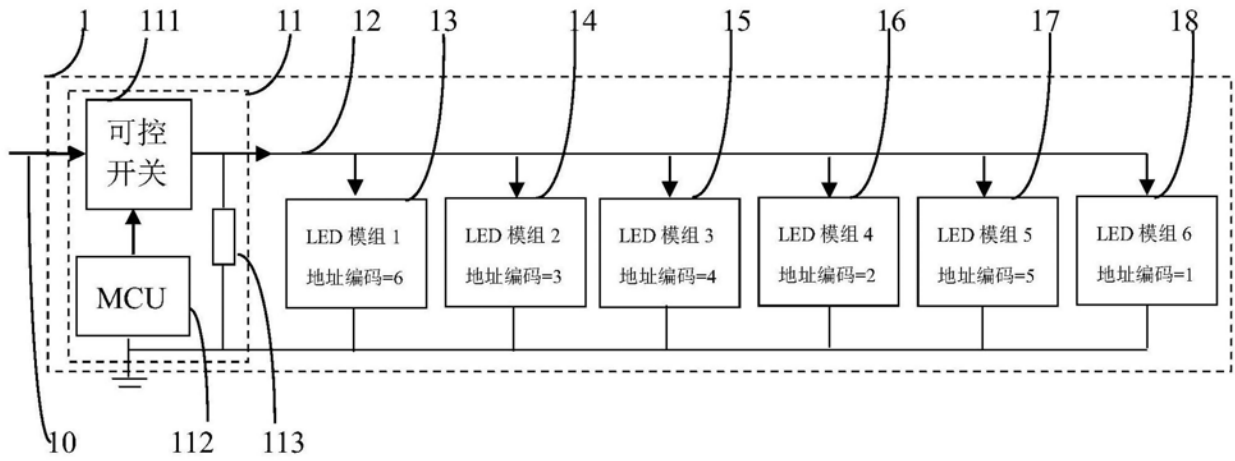 1 111 11 12 13 14 15 16 17 18
可控
开关
LED 模组 1
地址编码=6
LED 模组 2
地址编码=3
LED 模组 3
地址编码=4
LED 模组 4
地址编码=2
LED 模组 5
地址编码=5
LED 模组 6
地址编码=1
MCU
10 112 113